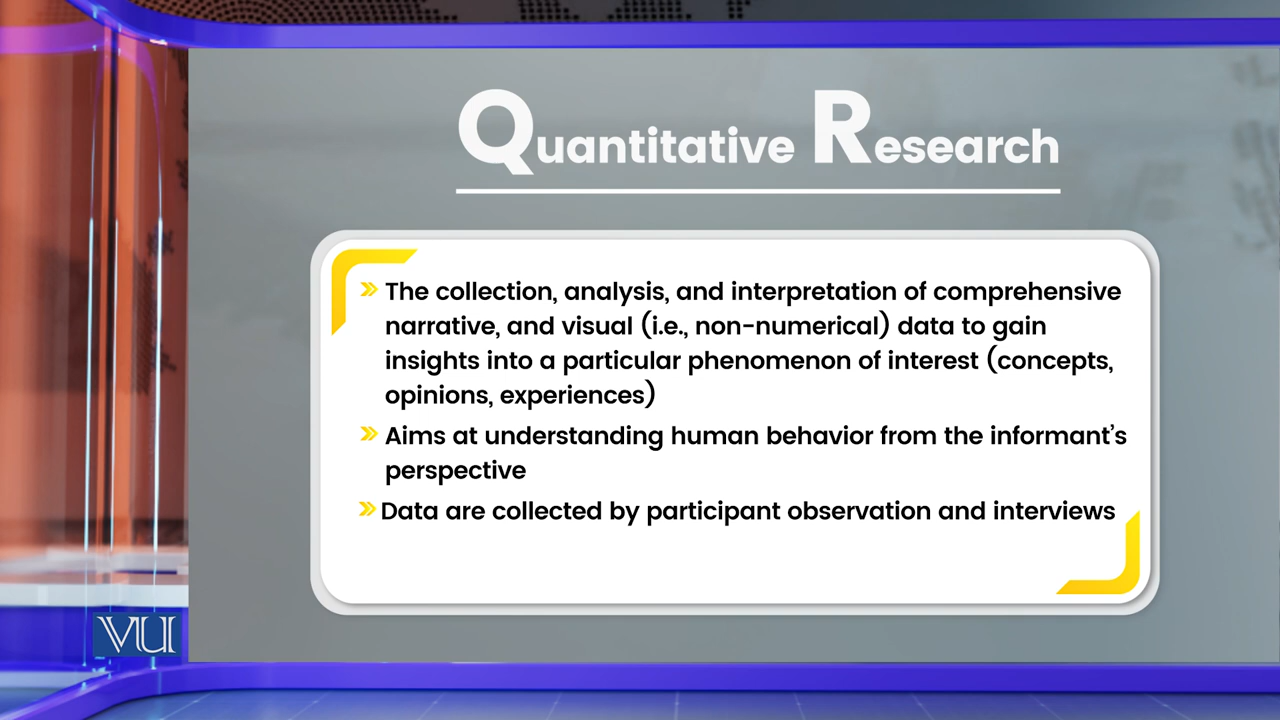 Quantitative Research
The collection, analysis, and interpretation of comprehensive
narrative, and visual (i.e., non-numerical) data to gain
insights into a particular phenomenon of interest (concepts,
opinions, experiences)
Aims at understanding human behavior from the informant's
perspective
Data are collected by participant observation and interviews
VU